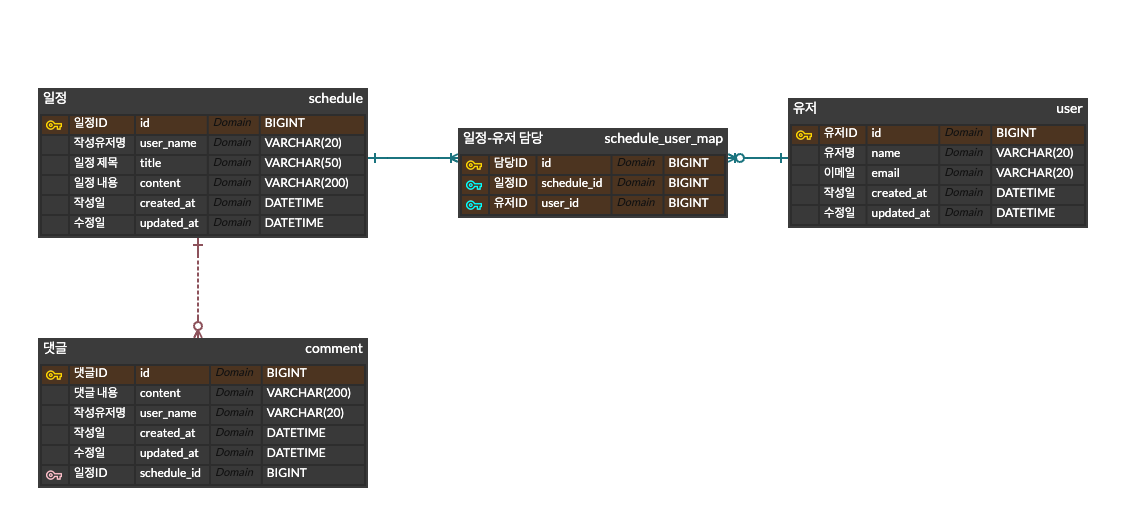 일정 schedule
일정ID id Domain BIGINT
작성유저명 user_name Domain VARCHAR(20)
일정 제목 title Domain VARCHAR(50)
일정 내용 content Domain VARCHAR(200)
작성일 created_at Domain DATETIME
수정일 updated_at Domain DATETIME
일정-유저 담당 schedule_user_map
담당ID id Domain BIGINT
일정ID schedule_id Domain BIGINT
유저ID user_id Domain BIGINT
유저 user
유저ID id Domain BIGINT
유저명 name Domain VARCHAR(20)
이메일 email Domain VARCHAR(20)
작성일 created_at Domain DATETIME
수정일 updated_at Domain DATETIME
댓글 comment
댓글ID id Domain BIGINT
댓글 내용 content Domain VARCHAR(200)
작성유저명 user_name Domain VARCHAR(20)
작성일 created_at Domain DATETIME
수정일 updated_at Domain DATETIME
일정ID schedule_id Domain BIGINT